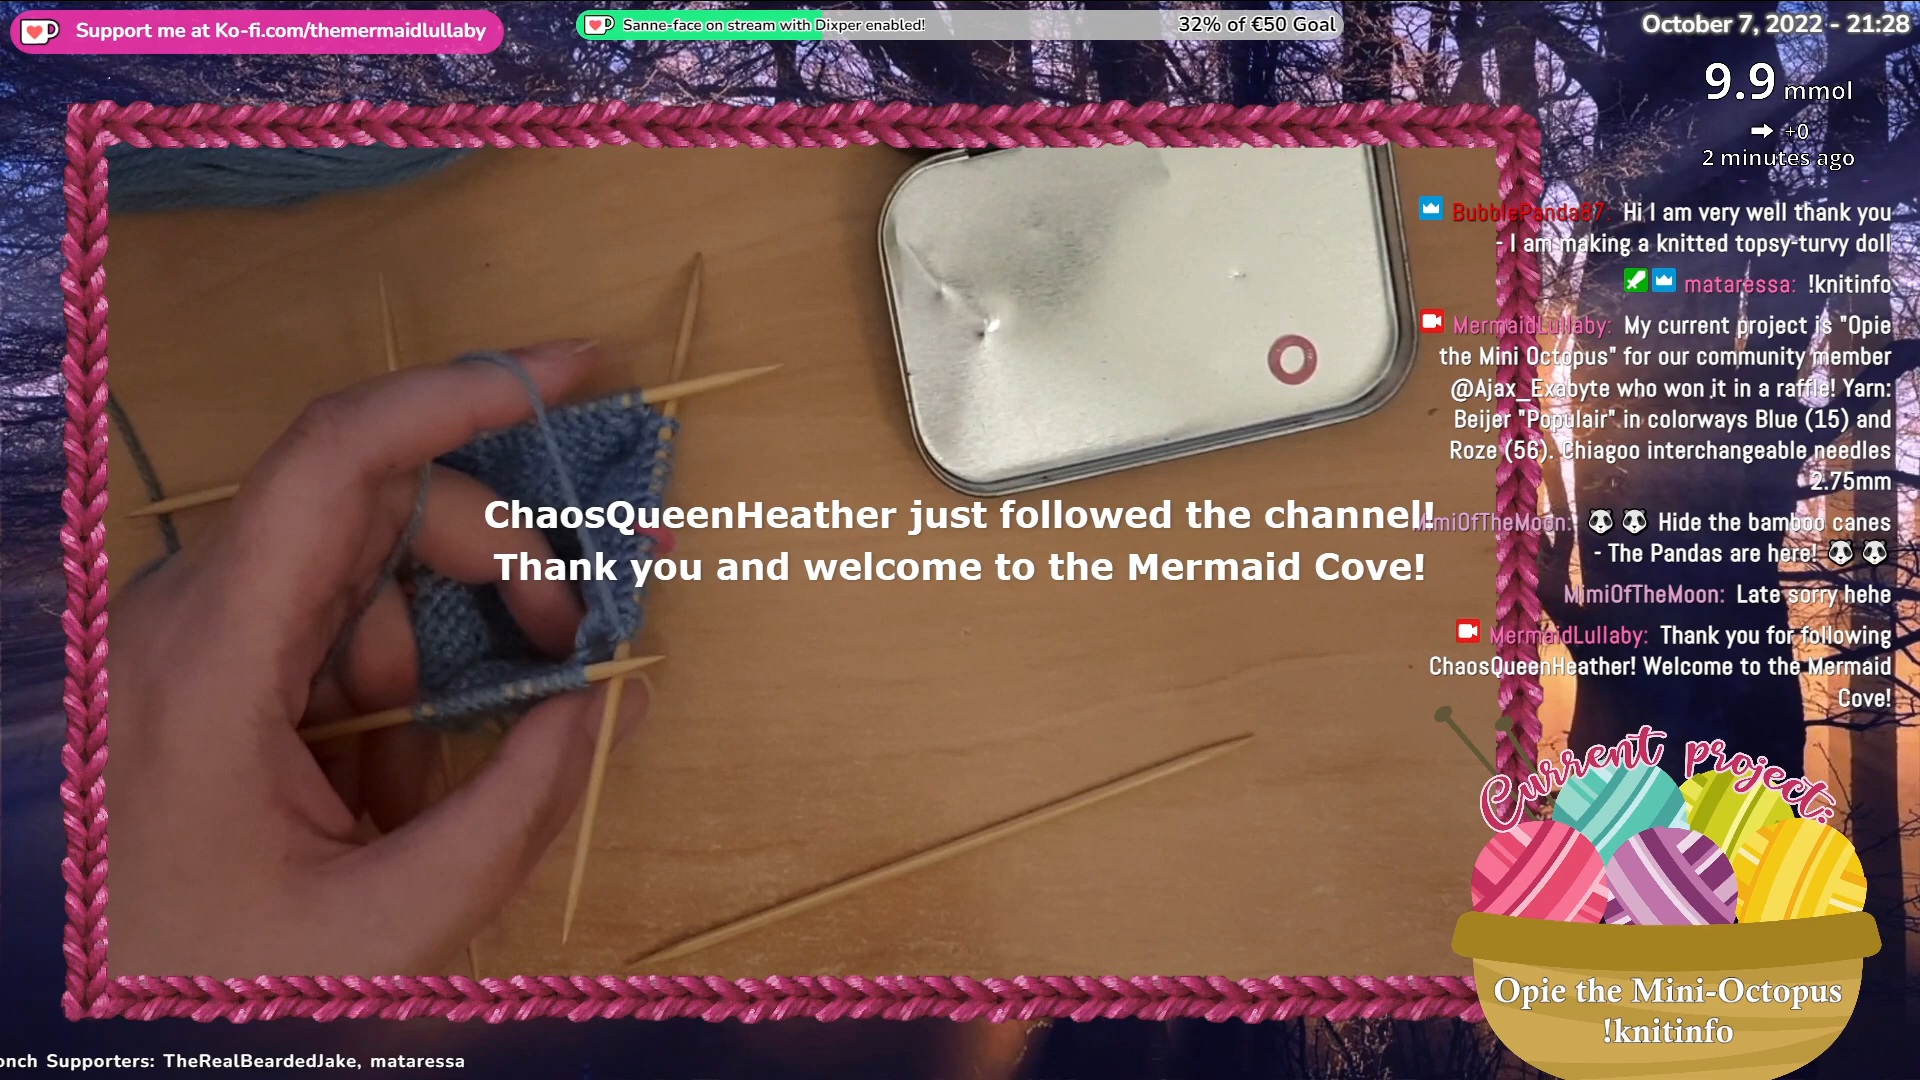 Support me at Ko-fi.com/themermaidlullaby
Sanne-face on stream with Dixper enabled!
32% of €50 Goal
October 7, 2022 - 21:28
9.9 mmol
➡ +0
2 minutes ago
BubblePanda87: Hi I am very well thank you
- I am making a knitted topsy-turvy doll
mataressa: !knitinfo
MermaidLullaby: My current project is "Opie
the Mini Octopus" for our community member
@Ajax_Exabyte who won it in a raffle! Yarn:
Beijer "Populair" in colorways Blue (15) and
Roze (56). Chiagoo interchangeable needles
2.75mm
ChaosQueenHeather just followed the channel!
Thank you and welcome to the Mermaid Cove!
MimiOfTheMoon: 🐼 🐼 Hide the bamboo canes
- The Pandas are here! 🐼 🐼
MimiOfTheMoon: Late sorry hehe
MermaidLullaby: Thank you for following
ChaosQueenHeather! Welcome to the Mermaid
Cove!
Current project:
Opie the Mini-Octopus
!knitinfo
onch Supporters: TheRealBeardedJake, mataressa